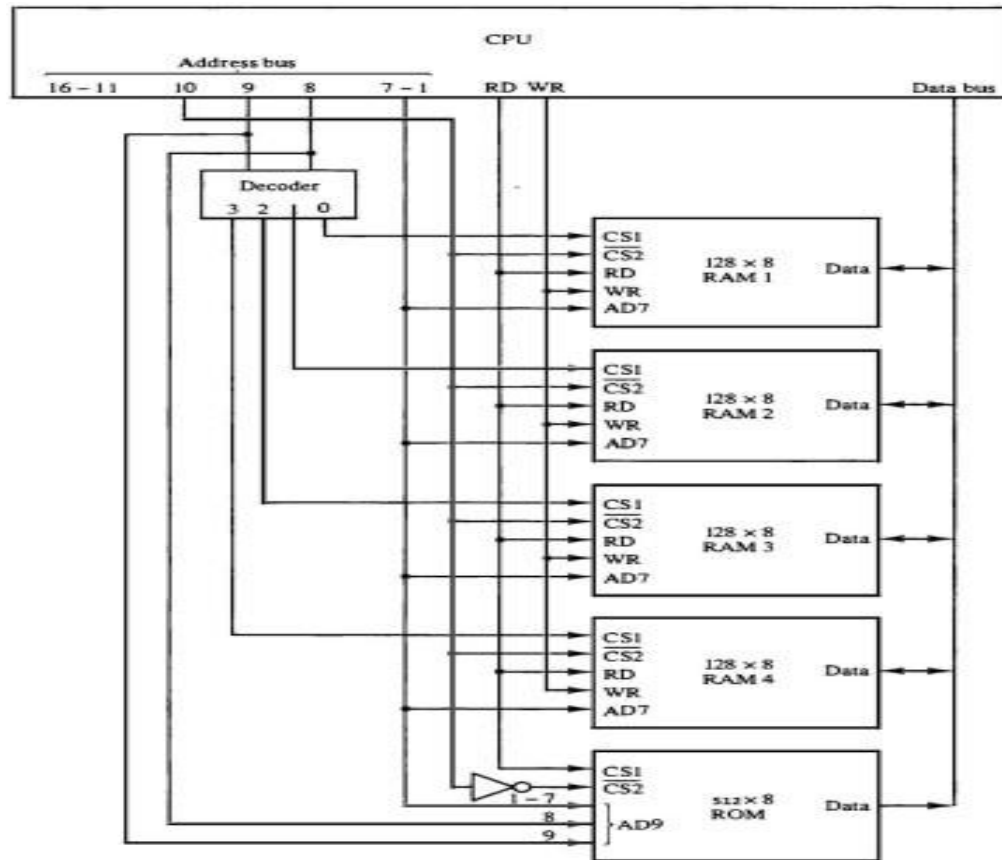 CPU
Address bus
16 – 11 10 9 8 7 – 1 RD WR Data bus
Decoder
3 2 1 0
CS1
CS2
RD
WR
AD7
128 × 8
RAM 1
Data
CS1
CS2
RD
WR
AD7
128 × 8
RAM 2
Data
CS1
CS2
RD
WR
AD7
128 × 8
RAM 3
Data
CS1
CS2
RD
WR
AD7
128 × 8
RAM 4
Data
CS1
CS2
1 – 7
8
9
AD9
512 × 8
ROM
Data